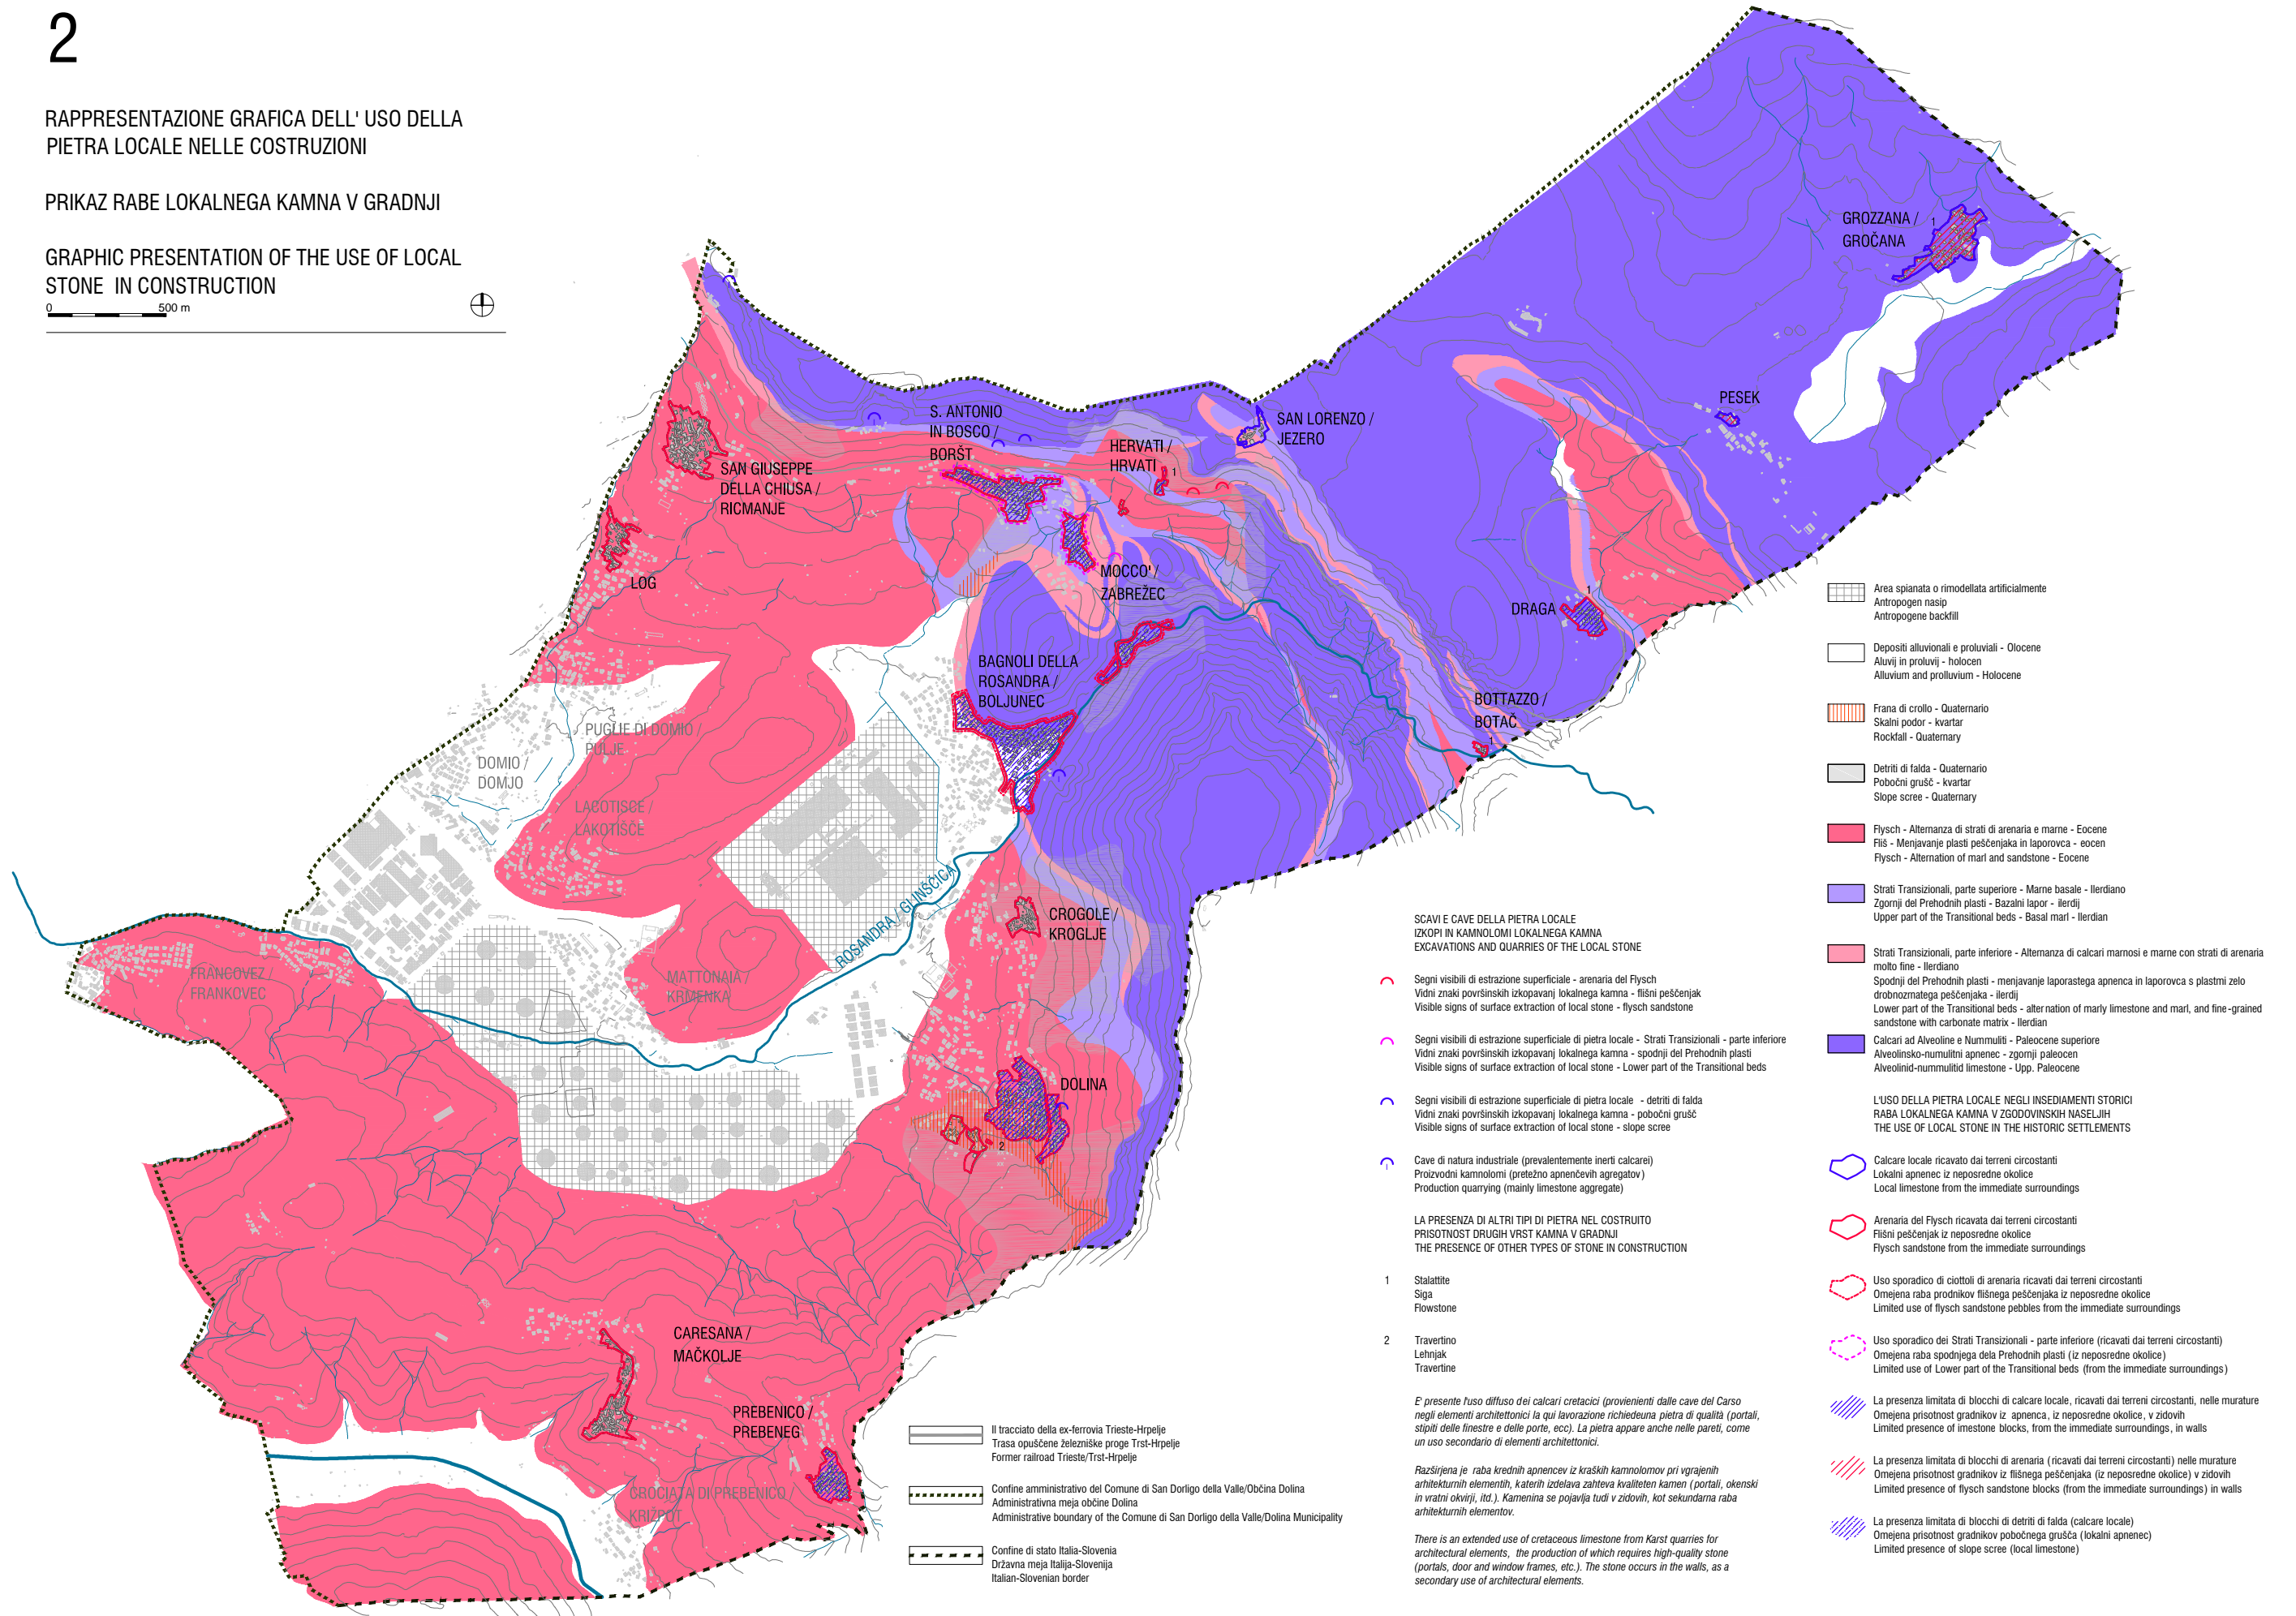 2
RAPPRESENTAZIONE GRAFICA DELL' USO DELLA
PIETRA LOCALE NELLE COSTRUZIONI
PRIKAZ RABE LOKALNEGA KAMNA V GRADNJI
GRAPHIC PRESENTATION OF THE USE OF LOCAL
STONE IN CONSTRUCTION
0 500 m
GROZZANA /
GROČANA
1
PESEK
S. ANTONIO
IN BOSCO /
BORŠT
SAN LORENZO /
JEZERO
HERVATI /
HRVATI
1
SAN GIUSEPPE
DELLA CHIUSA /
RICMANJE
LOG
MOCCO' /
ZABREŽEC
DRAGA
1
BAGNOLI DELLA
ROSANDRA /
BOLJUNEC
BOTTAZZO /
BOTAČ
1
PUGLIE DI DOMIO /
PULJE
DOMIO /
DOMJO
LACOTISCE /
LAKOTIŠČE
ROSANDRA / GLINŠČICA
CROGOLE /
KROGLJE
FRANCOVEZ /
FRANKOVEC
MATTONAIA /
KRMENKA
DOLINA
2
CARESANA /
MAČKOLJE
PREBENICO /
PREBENEG
CROCIATA DI PREBENICO /
KRIŽPOT
Il tracciato della ex-ferrovia Trieste-Hrpelje
Trasa opuščene železniške proge Trst-Hrpelje
Former railroad Trieste/Trst-Hrpelje
Confine amministrativo del Comune di San Dorligo della Valle/Občina Dolina
Administrativna meja občine Dolina
Administrative boundary of the Comune di San Dorligo della Valle/Dolina Municipality
Confine di stato Italia-Slovenia
Državna meja Italija-Slovenija
Italian-Slovenian border
SCAVI E CAVE DELLA PIETRA LOCALE
IZKOPI IN KAMNOLOMI LOKALNEGA KAMNA
EXCAVATIONS AND QUARRIES OF THE LOCAL STONE
Segni visibili di estrazione superficiale - arenaria del Flysch
Vidni znaki površinskih izkopavanj lokalnega kamna - flišni peščenjak
Visible signs of surface extraction of local stone - flysch sandstone
Segni visibili di estrazione superficiale di pietra locale - Strati Transizionali - parte inferiore
Vidni znaki površinskih izkopavanj lokalnega kamna - spodnji del Prehodnih plasti
Visible signs of surface extraction of local stone - Lower part of the Transitional beds
Segni visibili di estrazione superficiale di pietra locale - detriti di falda
Vidni znaki površinskih izkopavanj lokalnega kamna - pobočni grušč
Visible signs of surface extraction of local stone - slope scree
Cave di natura industriale (prevalentemente inerti calcarei)
Proizvodni kamnolomi (pretežno apnenčevih agregatov)
Production quarrying (mainly limestone aggregate)
LA PRESENZA DI ALTRI TIPI DI PIETRA NEL COSTRUITO
PRISOTNOST DRUGIH VRST KAMNA V GRADNJI
THE PRESENCE OF OTHER TYPES OF STONE IN CONSTRUCTION
1 Stalattite
Siga
Flowstone
2 Travertino
Lehnjak
Travertine
E' presente l'uso diffuso dei calcari cretacici (provienienti dalle cave del Carso
negli elementi architettonici la qui lavorazione richiedeuna pietra di qualità (portali,
stipiti delle finestre e delle porte, ecc). La pietra appare anche nelle pareti, come
un uso secondario di elementi architettonici.
Razširjena je raba krednih apnencev iz kraških kamnolomov pri vgrajenih
arhitekturnih elementih, katerih izdelava zahteva kvaliteten kamen (portali, okenski
in vratni okvirji, itd.). Kamenina se pojavlja tudi v zidovih, kot sekundarna raba
arhitekturnih elementov.
There is an extended use of cretaceous limestone from Karst quarries for
architectural elements, the production of which requires high-quality stone
(portals, door and window frames, etc.). The stone occurs in the walls, as a
secondary use of architectural elements.
Area spianata o rimodellata artificialmente
Antropogen nasip
Antropogene backfill
Depositi alluvionali e proluviali - Olocene
Aluvij in proluvij - holocen
Alluvium and prolluvium - Holocene
Frana di crollo - Quaternario
Skalni podor - kvartar
Rockfall - Quaternary
Detriti di falda - Quaternario
Pobočni grušč - kvartar
Slope scree - Quaternary
Flysch - Alternanza di strati di arenaria e marne - Eocene
Fliš - Menjavanje plasti peščenjaka in laporovca - eocen
Flysch - Alternation of marl and sandstone - Eocene
Strati Transizionali, parte superiore - Marne basale - Ilerdiano
Zgornji del Prehodnih plasti - Bazalni lapor - ilerdij
Upper part of the Transitional beds - Basal marl - Ilerdian
Strati Transizionali, parte inferiore - Alternanza di calcari marnosi e marne con strati di arenaria
molto fine - Ilerdiano
Spodnji del Prehodnih plasti - menjavanje laporastega apnenca in laporovca s plastmi zelo
drobnozrnatega peščenjaka - ilerdij
Lower part of the Transitional beds - alternation of marly limestone and marl, and fine-grained
sandstone with carbonate matrix - Ilerdian
Calcari ad Alveoline e Nummuliti - Paleocene superiore
Alveolinsko-numulitni apnenec - zgornji paleocen
Alveolinid-nummulitid limestone - Upp. Paleocene
L'USO DELLA PIETRA LOCALE NEGLI INSEDIAMENTI STORICI
RABA LOKALNEGA KAMNA V ZGODOVINSKIH NASELJIH
THE USE OF LOCAL STONE IN THE HISTORIC SETTLEMENTS
Calcare locale ricavato dai terreni circostanti
Lokalni apnenec iz neposredne okolice
Local limestone from the immediate surroundings
Arenaria del Flysch ricavata dai terreni circostanti
Flišni peščenjak iz neposredne okolice
Flysch sandstone from the immediate surroundings
Uso sporadico di ciottoli di arenaria ricavati dai terreni circostanti
Omejena raba prodnikov flišnega peščenjaka iz neposredne okolice
Limited use of flysch sandstone pebbles from the immediate surroundings
Uso sporadico dei Strati Transizionali - parte inferiore (ricavati dai terreni circostanti)
Omejena raba spodnjega dela Prehodnih plasti (iz neposredne okolice)
Limited use of Lower part of the Transitional beds (from the immediate surroundings)
La presenza limitata di blocchi di calcare locale, ricavati dai terreni circostanti, nelle murature
Omejena prisotnost gradnikov iz apnenca, iz neposredne okolice, v zidovih
Limited presence of imestone blocks, from the immediate surroundings, in walls
La presenza limitata di blocchi di arenaria (ricavati dai terreni circostanti) nelle murature
Omejena prisotnost gradnikov iz flišnega peščenjaka (iz neposredne okolice) v zidovih
Limited presence of flysch sandstone blocks (from the immediate surroundings) in walls
La presenza limitata di blocchi di detriti di falda (calcare locale)
Omejena prisotnost gradnikov pobočnega grušča (lokalni apnenec)
Limited presence of slope scree (local limestone)